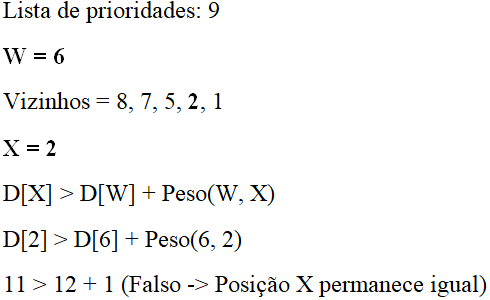 Lista de prioridades: 9
W = 6
Vizinhos = 8, 7, 5, 2, 1
X = 2
D[X] > D[W] + Peso(W, X)
D[2] > D[6] + Peso(6, 2)
11 > 12 + 1 (Falso -> Posição X permanece igual)